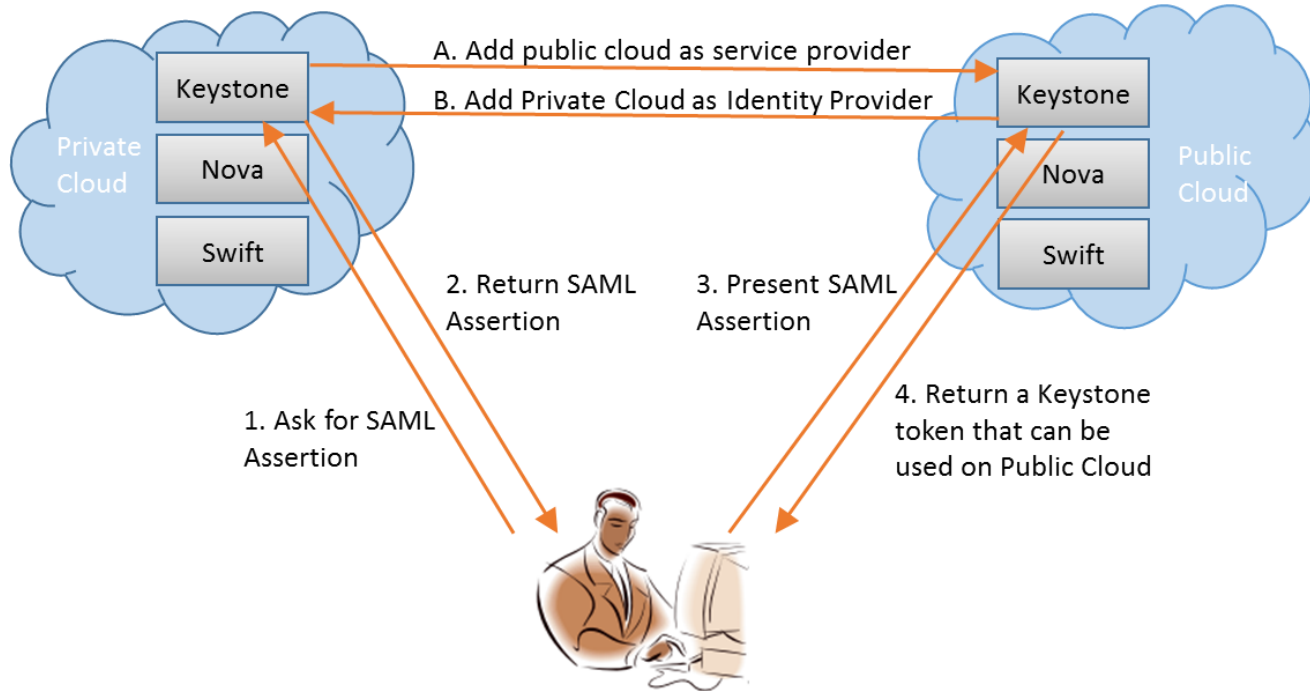 A. Add public cloud as service provider
Keystone
Keystone
B. Add Private Cloud as Identity Provider
Private
Cloud
Nova
Nova
Public
Cloud
Swift
Swift
2. Return SAML
Assertion
3. Present SAML
Assertion
1. Ask for SAML
Assertion
4. Return a Keystone
token that can be
used on Public Cloud